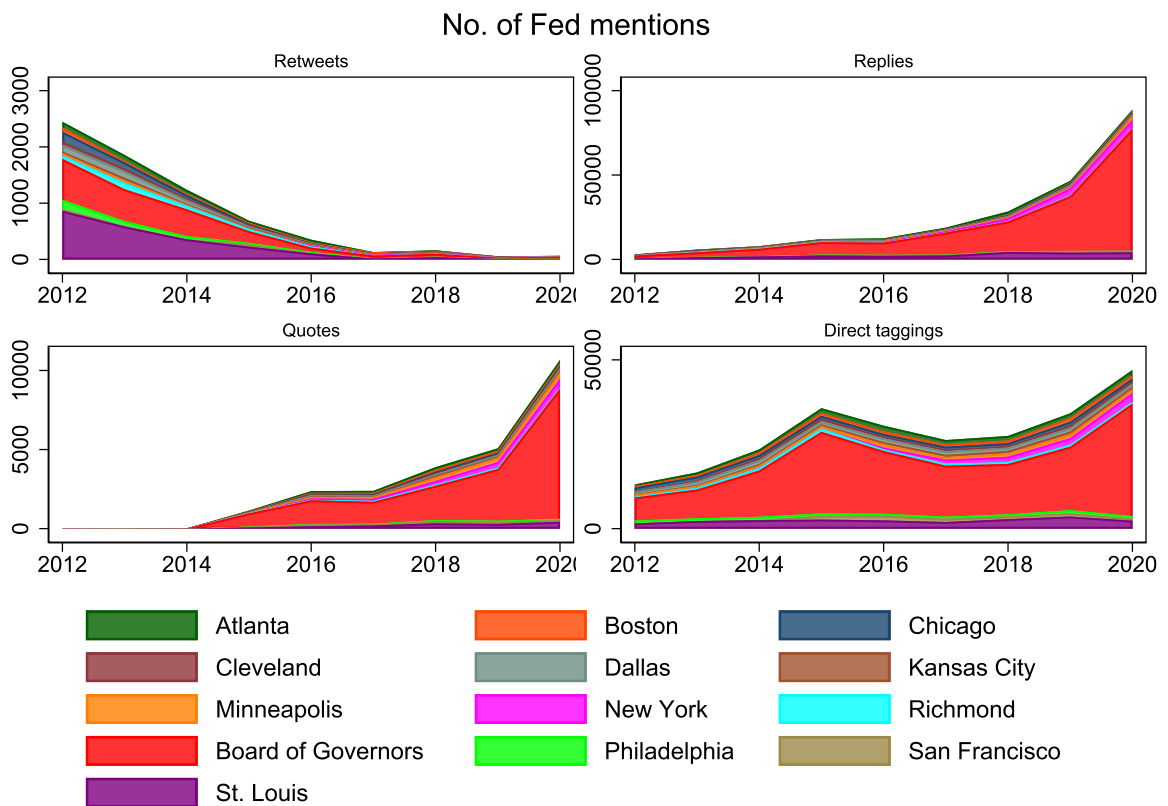 No. of Fed mentions
Retweets
3000
2000
1000
0
2012 2014 2016 2018 2020
Replies
100000
50000
0
2012 2014 2016 2018 2020
Quotes
10000
5000
0
2012 2014 2016 2018 2020
Direct taggings
50000
0
2012 2014 2016 2018 2020
Atlanta Boston Chicago
Cleveland Dallas Kansas City
Minneapolis New York Richmond
Board of Governors Philadelphia San Francisco
St. Louis